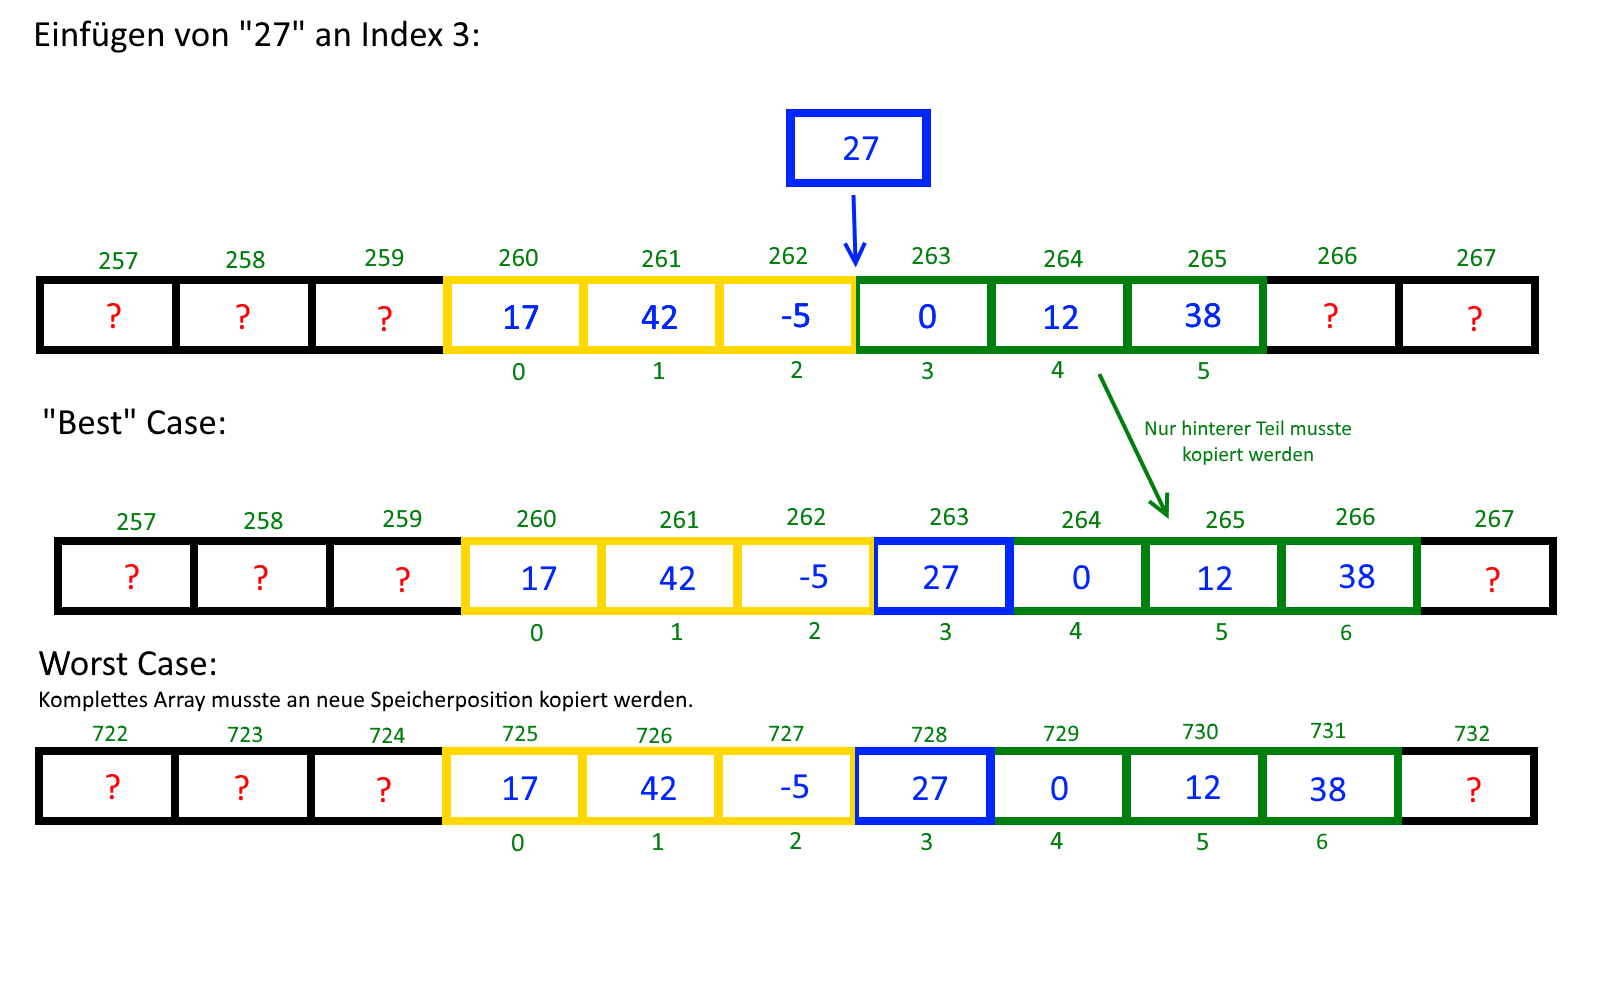 Einfügen von "27" an Index 3:
27
257 258 259 260 261 262 263 264 265 266 267
? ? ? 17 42 -5 0 12 38 ? ?
0 1 2 3 4 5
"Best" Case:
Nur hinterer Teil musste
kopiert werden
257 258 259 260 261 262 263 264 265 266 267
? ? ? 17 42 -5 27 0 12 38 ?
0 1 2 3 4 5 6
Worst Case:
Komplettes Array musste an neue Speicherposition kopiert werden.
722 723 724 725 726 727 728 729 730 731 732
? ? ? 17 42 -5 27 0 12 38 ?
0 1 2 3 4 5 6